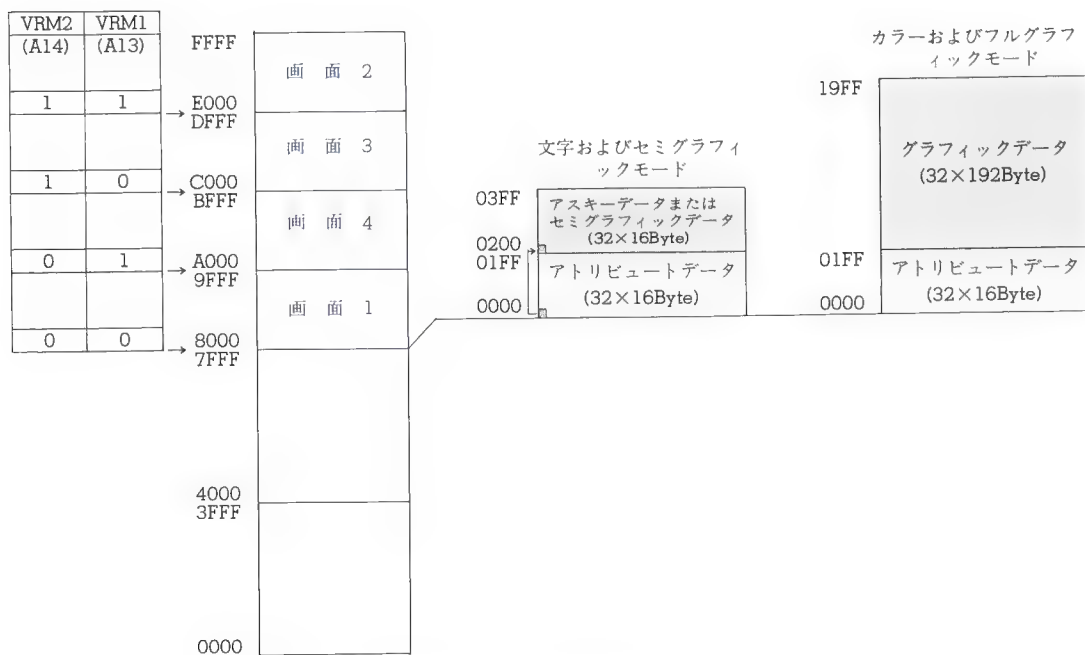 VRM2 VRM1
(A14) (A13)
1 1
1 0
0 1
0 0
FFFF
E000
DFFF
C000
BFFF
A000
9FFF
8000
7FFF
4000
3FFF
0000
画面2
画面3
画面4
画面1
文字およびセミグラフィ
ックモード
03FF
0200
01FF
0000
アスキーデータまたは
セミグラフィックデータ
(32×16Byte)
アトリビュートデータ
(32×16Byte)
カラーおよびフルグラフ
ィックモード
19FF
01FF
0000
グラフィックデータ
(32×192Byte)
アトリビュートデータ
(32×16Byte)